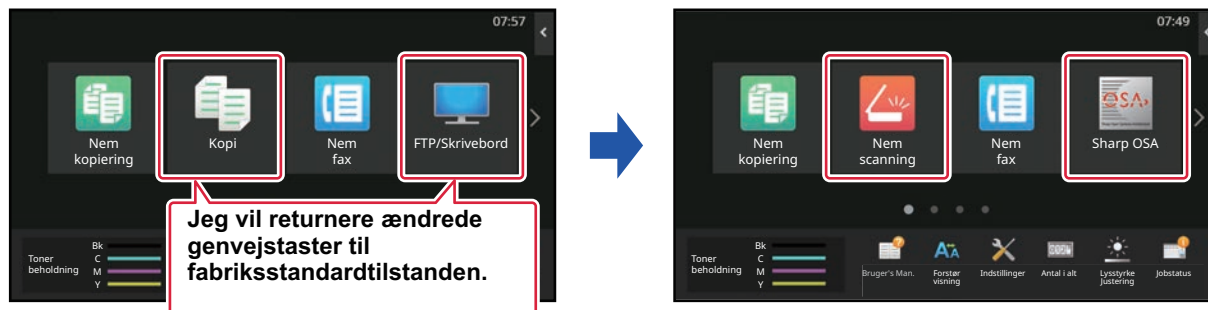 07:57
Nem
kopiering
Kopi
Nem
fax
FTP/Skrivebord
Jeg vil returnere ændrede
genvejstaster til
fabriksstandardtilstanden.
Toner
beholdning
Bk
C
M
Y
07:49
Nem
kopiering
Nem
scanning
Nem
fax
OSA
Sharp OSA
Toner
beholdning
Bk
C
M
Y
Bruger's Man.
Forstør
visning
Indstillinger
Antal i alt
Lysstyrke
Justering
Jobstatus